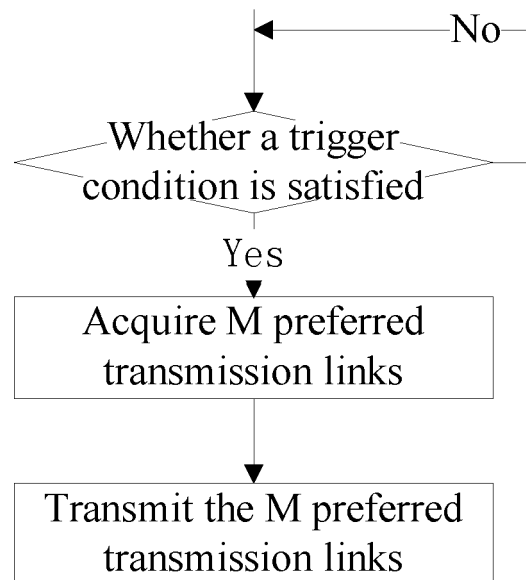 No
Whether a trigger
condition is satisfied
Yes
Acquire M preferred
transmission links
Transmit the M preferred
transmission links